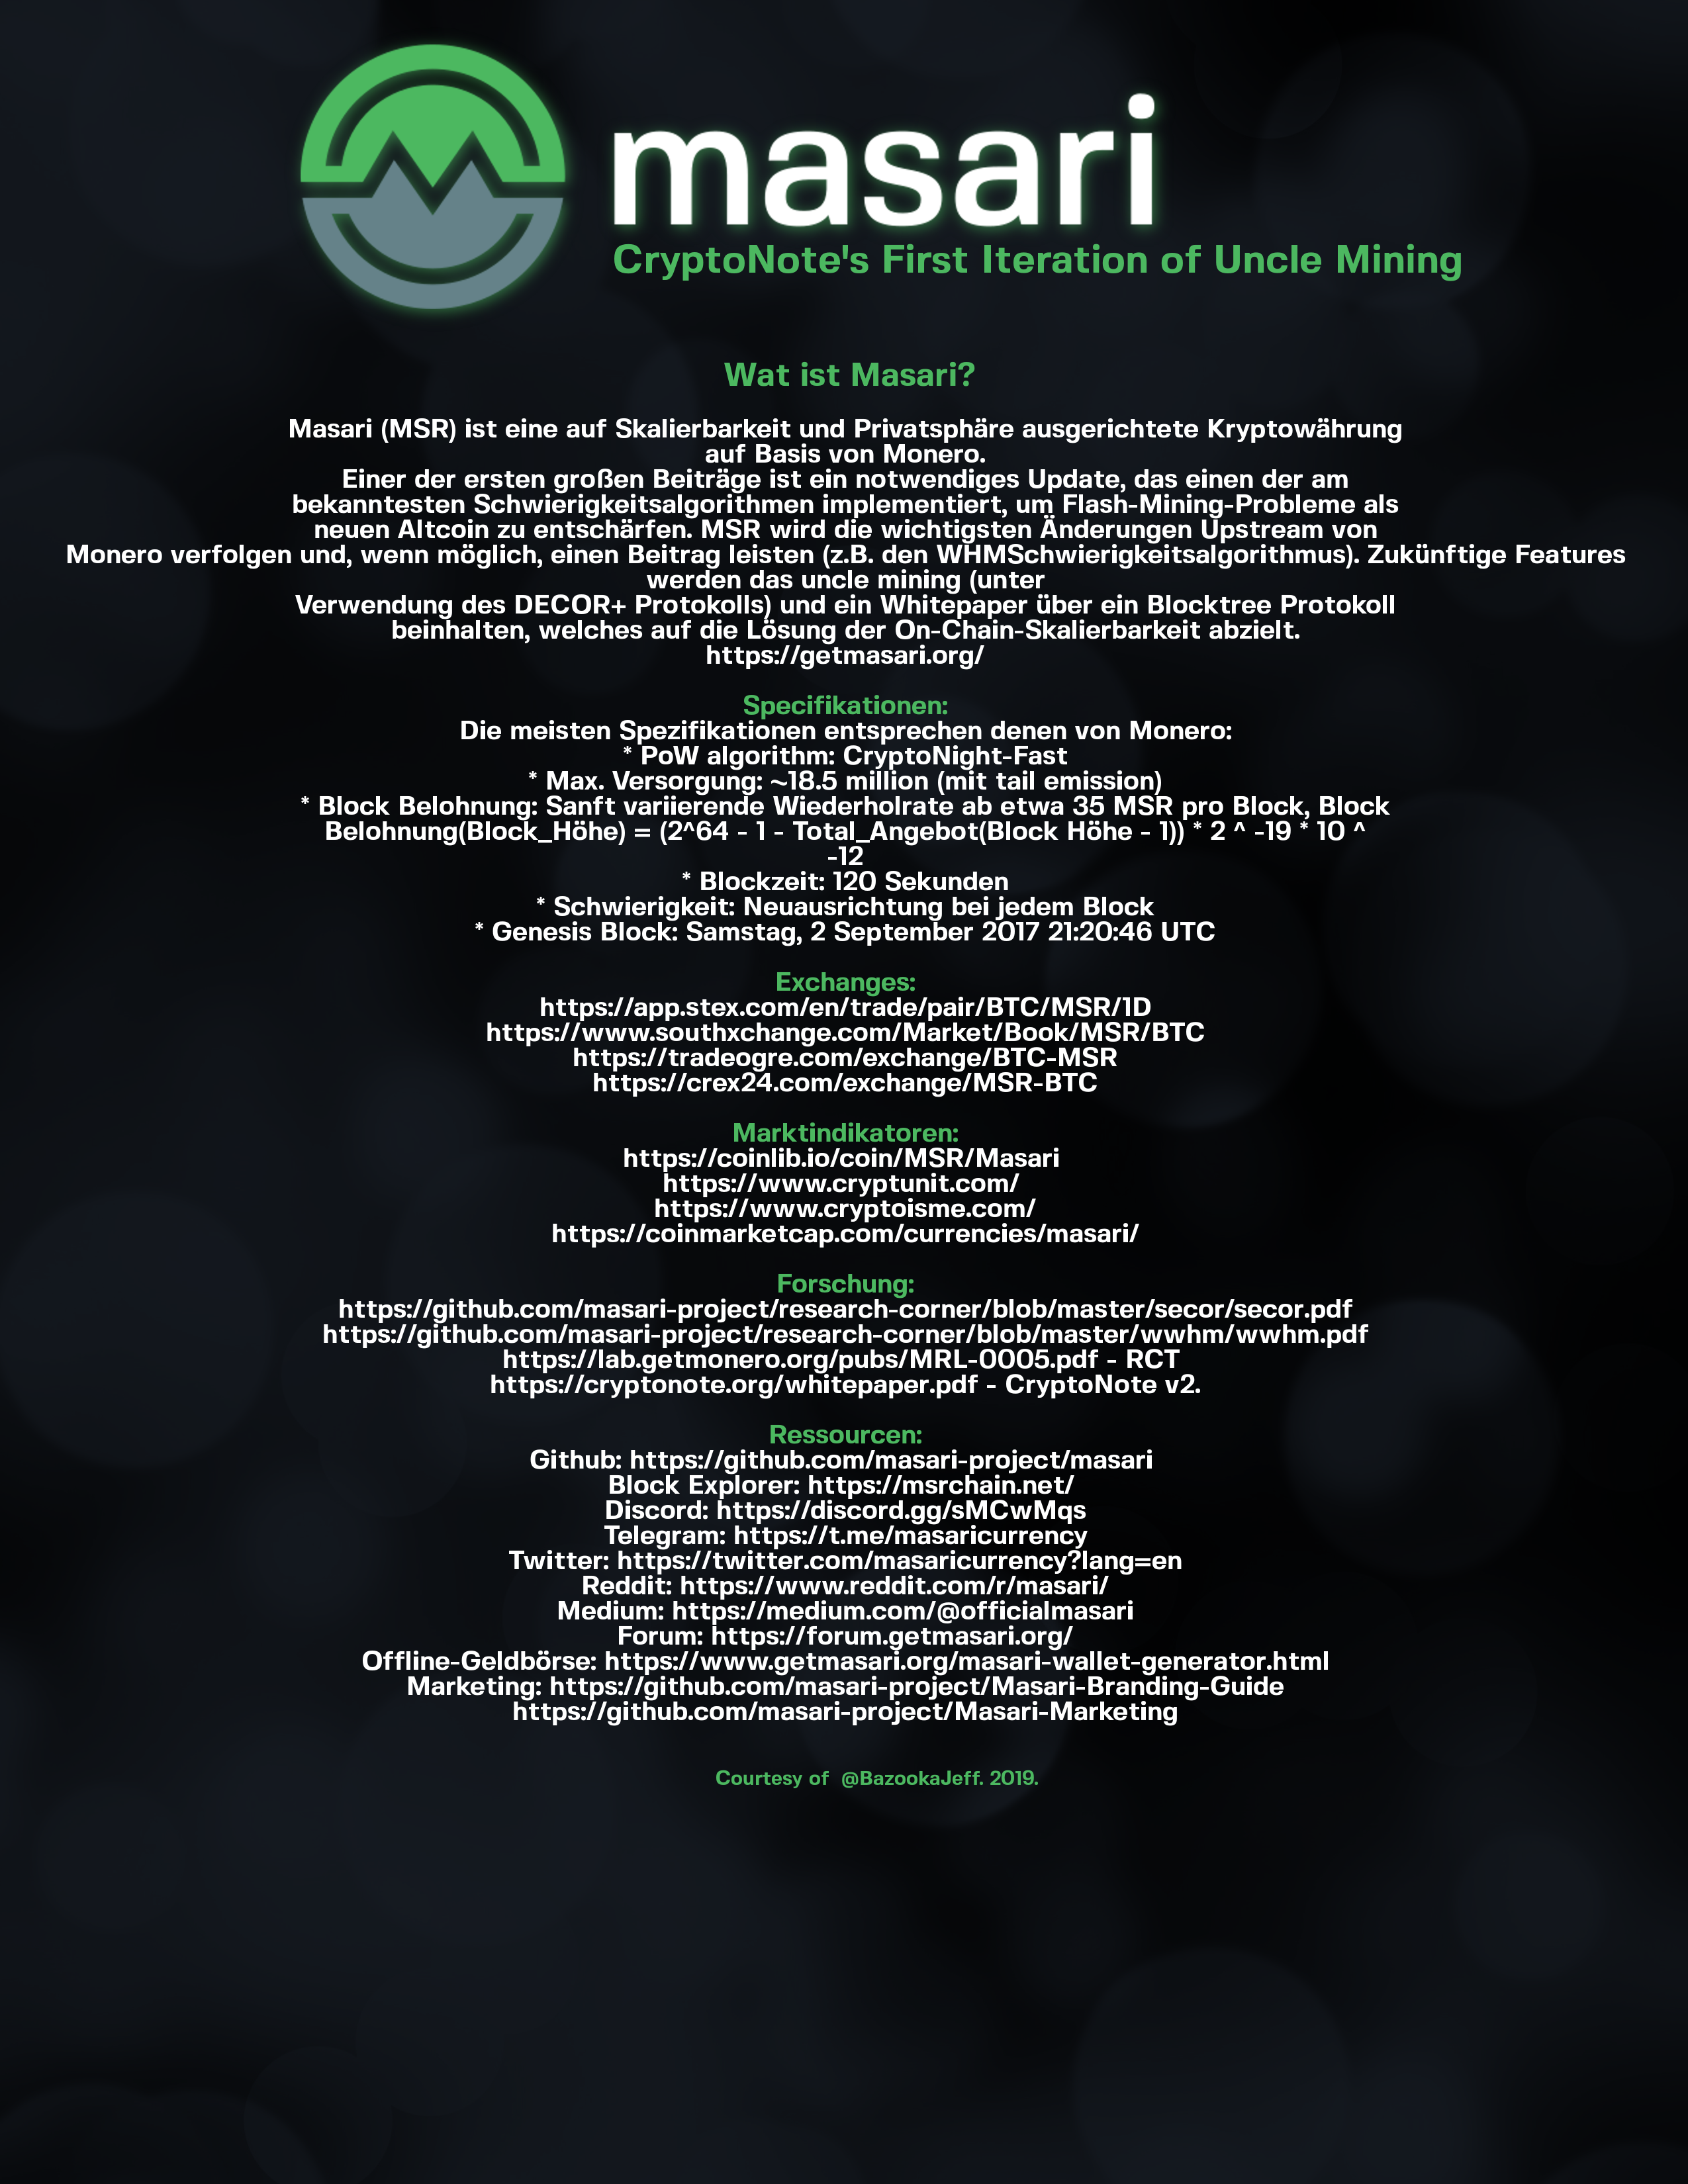 masari
CryptoNote's First Iteration of Uncle Mining
Wat ist Masari?
Masari (MSR) ist eine auf Skalierbarkeit und Privatsphäre ausgerichtete Kryptowährung
auf Basis von Monero.
Einer der ersten großen Beiträge ist ein notwendiges Update, das einen der am
bekanntesten Schwierigkeitsalgorithmen implementiert, um Flash-Mining-Probleme als
neuen Altcoin zu entschärfen. MSR wird die wichtigsten Änderungen Upstream von
Monero verfolgen und, wenn möglich, einen Beitrag leisten (z.B. den WHMSchwierigkeitsalgorithmus). Zukünftige Features
werden das uncle mining (unter
Verwendung des DECOR+ Protokolls) und ein Whitepaper über ein Blocktree Protokoll
beinhalten, welches auf die Lösung der On-Chain-Skalierbarkeit abzielt.
https://getmasari.org/
Specifikationen:
Die meisten Spezifikationen entsprechen denen von Monero:
* PoW algorithm: CryptoNight-Fast
* Max. Versorgung: ~18.5 million (mit tail emission)
* Block Belohnung: Sanft variierende Wiederholrate ab etwa 35 MSR pro Block, Block
Belohnung(Block_Höhe) = (2^64 - 1 - Total_Angebot(Block Höhe - 1)) * 2 ^ -19 * 10 ^
-12
* Blockzeit: 120 Sekunden
* Schwierigkeit: Neuausrichtung bei jedem Block
* Genesis Block: Samstag, 2 September 2017 21:20:46 UTC
Exchanges:
https://app.stex.com/en/trade/pair/BTC/MSR/1D
https://www.southxchange.com/Market/Book/MSR/BTC
https://tradeogre.com/exchange/BTC-MSR
https://crex24.com/exchange/MSR-BTC
Marktindikatoren:
https://coinlib.io/coin/MSR/Masari
https://www.cryptunit.com/
https://www.cryptoisme.com/
https://coinmarketcap.com/currencies/masari/
Forschung:
https://github.com/masari-project/research-corner/blob/master/secor/secor.pdf
https://github.com/masari-project/research-corner/blob/master/wwhm/wwhm.pdf
https://lab.getmonero.org/pubs/MRL-0005.pdf - RCT
https://cryptonote.org/whitepaper.pdf - CryptoNote v2.
Ressourcen:
Github: https://github.com/masari-project/masari
Block Explorer: https://msrchain.net/
Discord: https://discord.gg/sMCwMqs
Telegram: https://t.me/masaricurrency
Twitter: https://twitter.com/masaricurrency?lang=en
Reddit: https://www.reddit.com/r/masari/
Medium: https://medium.com/@officialmasari
Forum: https://forum.getmasari.org/
Offline-Geldbörse: https://www.getmasari.org/masari-wallet-generator.html
Marketing: https://github.com/masari-project/Masari-Branding-Guide
https://github.com/masari-project/Masari-Marketing
Courtesy of @BazookaJeff. 2019.